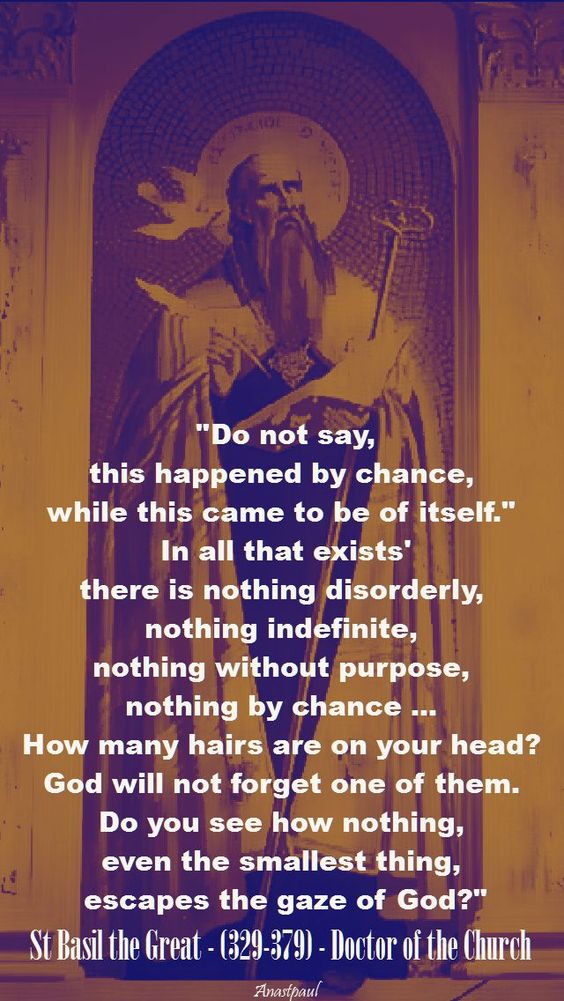 "Do not say,
this happened by chance,
while this came to be of itself."
In all that exists'
there is nothing disorderly,
nothing indefinite,
nothing without purpose,
nothing by chance ...
How many hairs are on your head?
God will not forget one of them.
Do you see how nothing,
even the smallest thing,
escapes the gaze of God?"
St Basil the Great - (329-379) - Doctor of the Church
Anastpaul